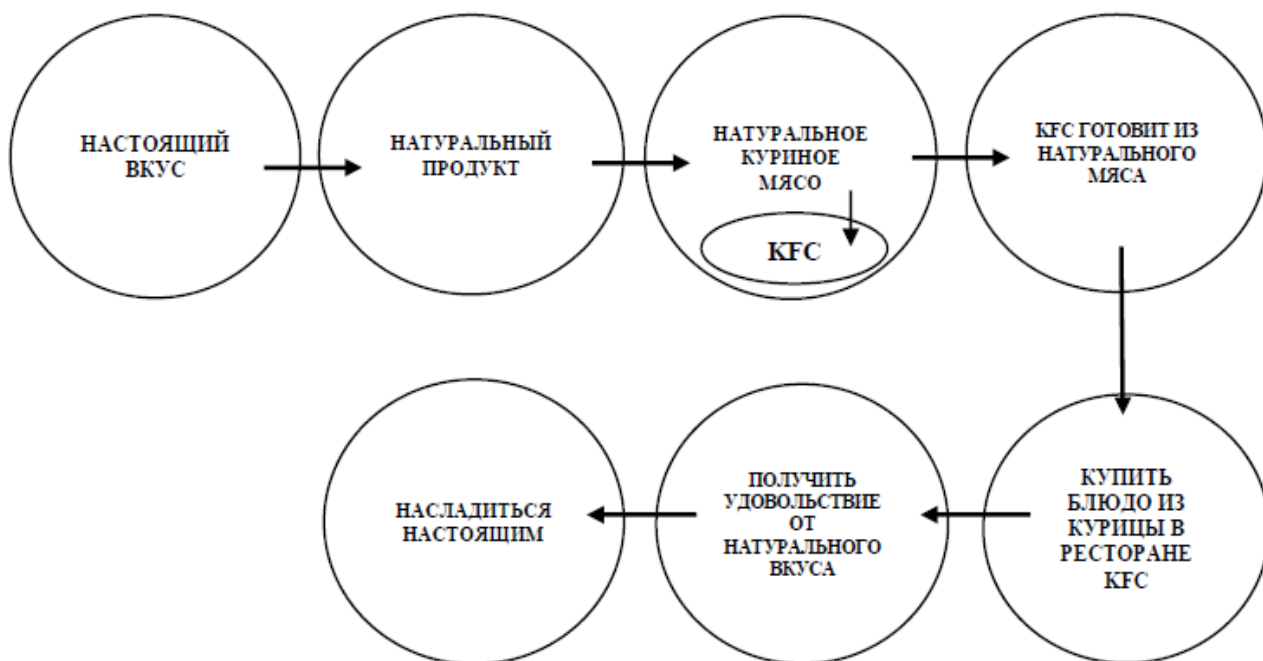 НАСТОЯЩИЙ
ВКУС
НАТУРАЛЬНЫЙ
ПРОДУКТ
НАТУРАЛЬНОЕ
КУРИНОЕ
МЯСО
KFC
KFC ГОТОВИТ ИЗ
НАТУРАЛЬНОГО
МЯСА
КУПИТЬ
БЛЮДО ИЗ
КУРИЦЫ В
РЕСТОРАНЕ
KFC
ПОЛУЧИТЬ
УДОВОЛЬСТВИЕ
ОТ
НАТУРАЛЬНОГО
ВКУСА
НАСЛАДИТЬСЯ
НАСТОЯЩИМ